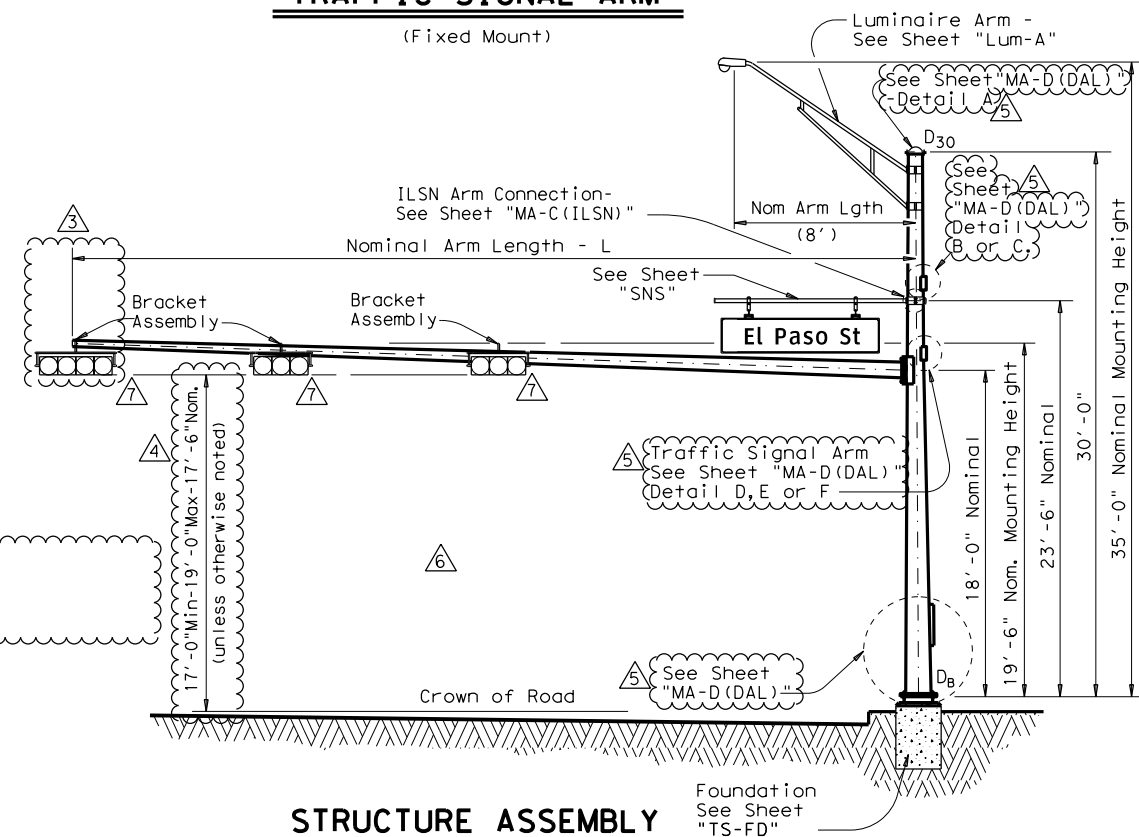 TRAFFIC SIGNAL ARM
(Fixed Mount)
Luminaire Arm -
See Sheet "Lum-A"
See Sheet "MA-D(DAL)"
-Detail A
5
D30
See
Sheet
"MA-D(DAL)"
Detail
B or C.
5
ILSN Arm Connection-
See Sheet "MA-C(ILSN)"
Nom Arm Lgth
(8')
3
Nominal Arm Length - L
See Sheet
"SNS"
Bracket
Assembly
Bracket
Assembly
El Paso St
7
7
7
4
17'-0"Min-19'-0"Max-17'-6"Nom.
(unless otherwise noted)
5
Traffic Signal Arm
See Sheet "MA-D(DAL)"
Detail D,E or F
6
18'-0" Nominal
19'-6" Nom. Mounting Height
23'-6" Nominal
30'-0"
35'-0" Nominal Mounting Height
5
See Sheet
"MA-D(DAL)"
DB
Crown of Road
Foundation
See Sheet
"TS-FD"
STRUCTURE ASSEMBLY